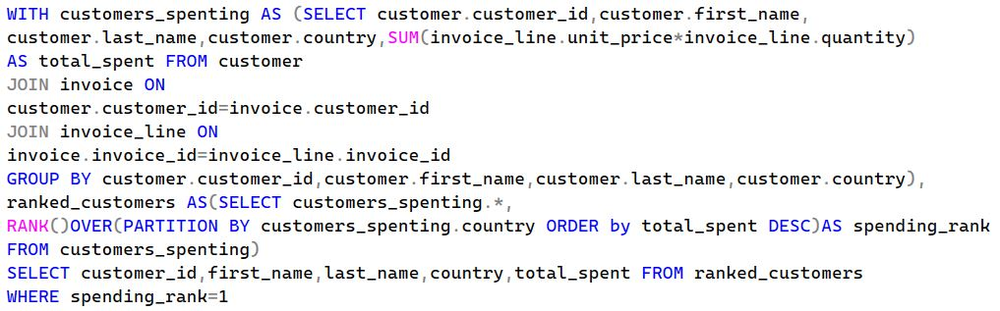 WITH customers_spenting AS (SELECT customer.customer_id,customer.first_name,
customer.last_name,customer.country,SUM(invoice_line.unit_price*invoice_line.quantity)
AS total_spent FROM customer
JOIN invoice ON
customer.customer_id=invoice.customer_id
JOIN invoice_line ON
invoice.invoice_id=invoice_line.invoice_id
GROUP BY customer.customer_id,customer.first_name,customer.last_name,customer.country),
ranked_customers AS(SELECT customers_spenting.*,
RANK()OVER(PARTITION BY customers_spenting.country ORDER by total_spent DESC)AS spending_rank
FROM customers_spenting)
SELECT customer_id,first_name,last_name,country,total_spent FROM ranked_customers
WHERE spending_rank=1